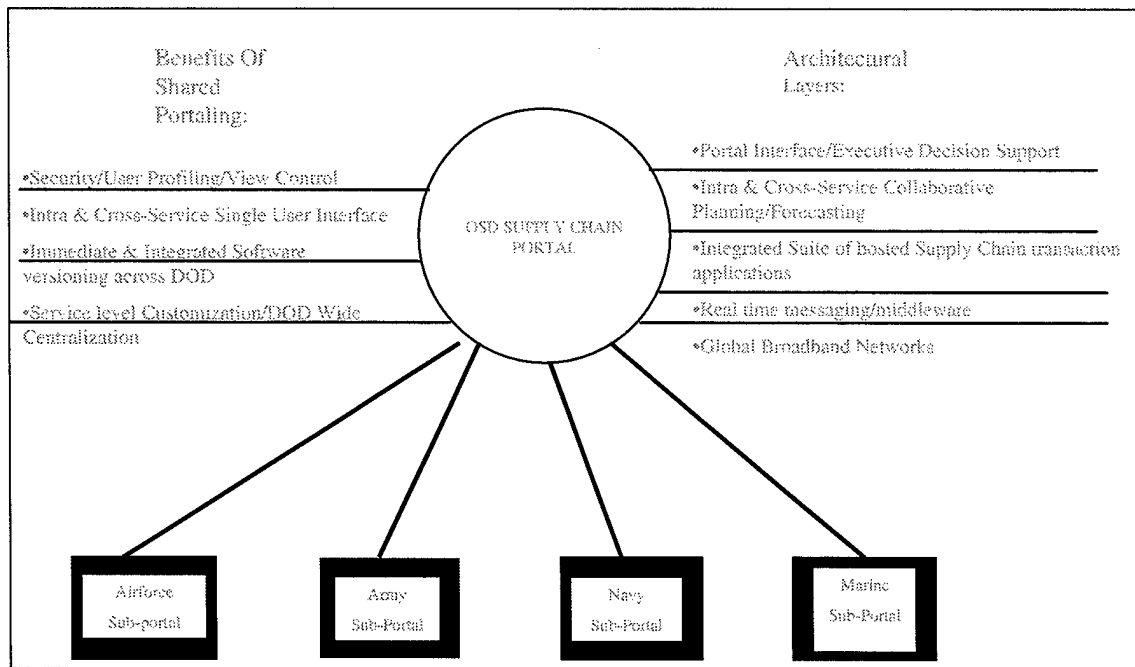 Benefits Of
Shared
Portaling:
•Security/User Profiling/View Control
•Intra & Cross-Service Single User Interface
•Immediate & Integrated Software
versioning across DOD
•Service level Customization/DOD Wide
Centralization
OSD SUPPLY CHAIN
PORTAL
Architectural
Layers:
•Portal Interface/Executive Decision Support
•Intra & Cross-Service Collaborative
Planning/Forecasting
•Integrated Suite of hosted Supply Chain transaction
applications
•Real time messaging/middleware
•Global Broadband Networks
Airforce
Sub-portal
Army
Sub-Portal
Navy
Sub-Portal
Marine
Sub-Portal